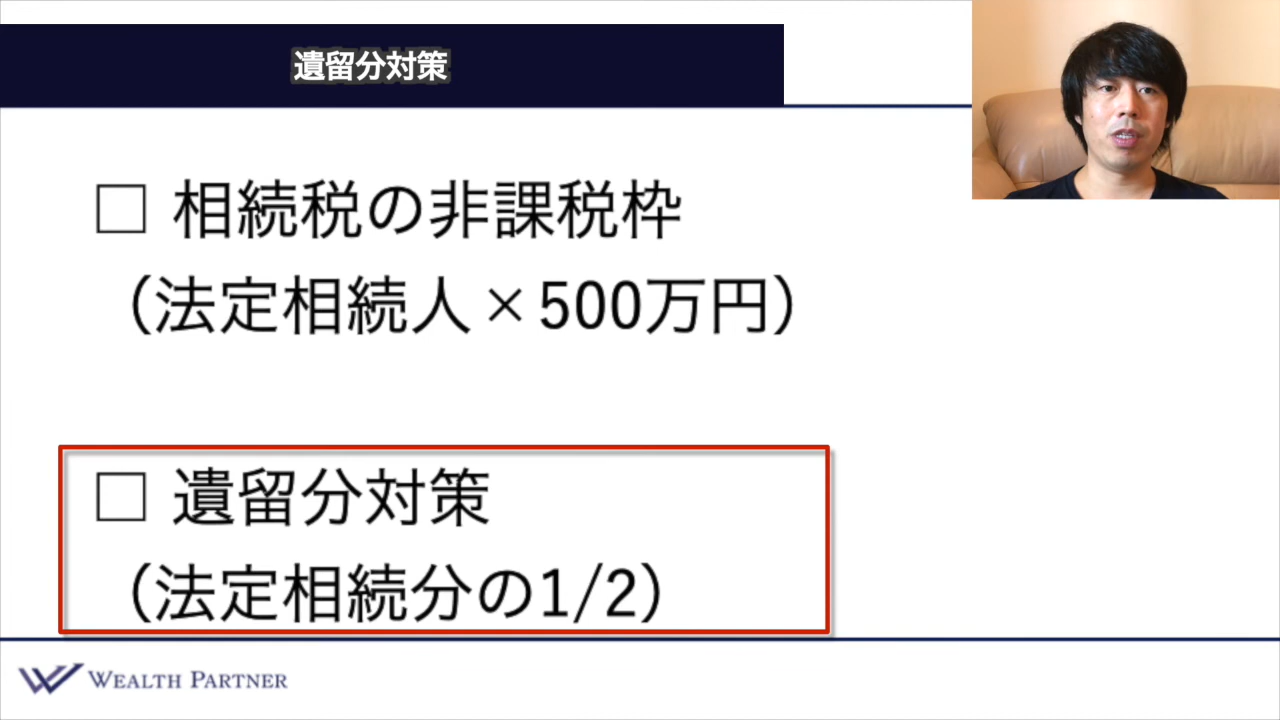 遺留分対策
□ 相続税の非課税枠
（法定相続人×500万円）
□ 遺留分対策
（法定相続分の1/2）
WEALTH PARTNER